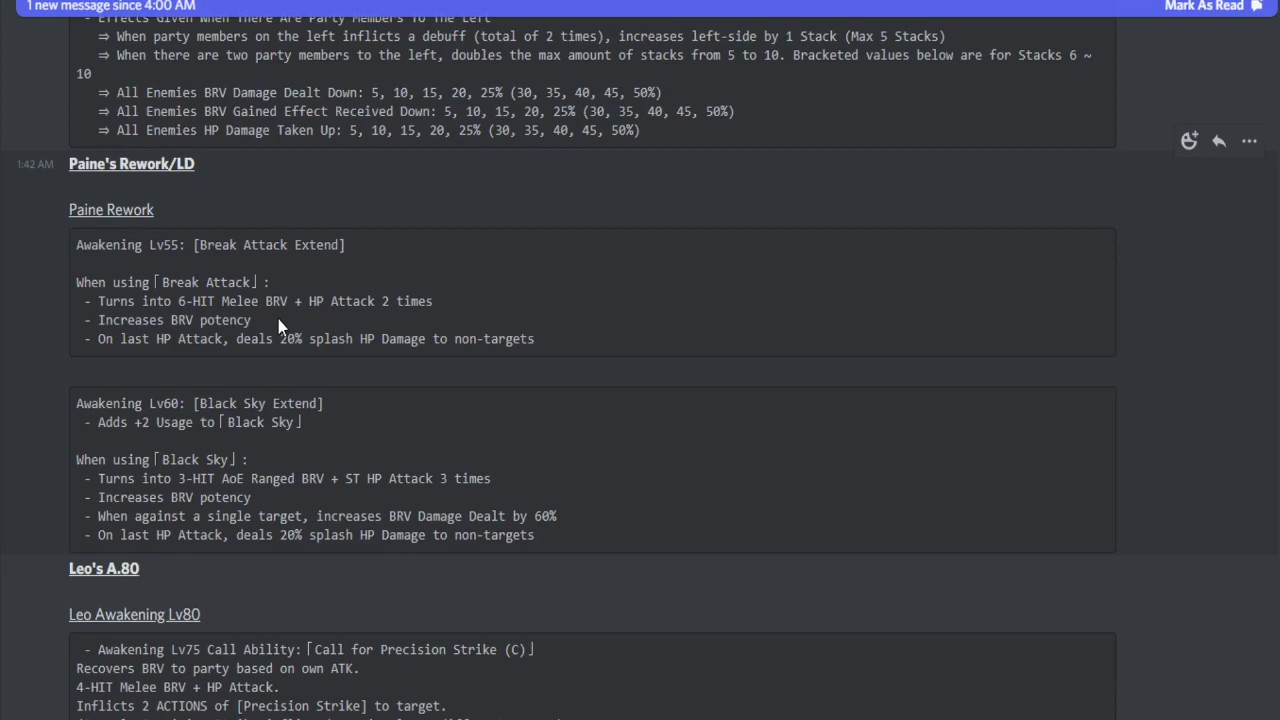 1 new message since 4:00 AM
Mark As Read
- Effects Given When There Are Party Members To The Left
⇒ When party members on the left inflicts a debuff (total of 2 times), increases left-side by 1 Stack (Max 5 Stacks)
⇒ When there are two party members to the left, doubles the max amount of stacks from 5 to 10. Bracketed values below are for Stacks 6 ~
10
⇒ All Enemies BRV Damage Dealt Down: 5, 10, 15, 20, 25% (30, 35, 40, 45, 50%)
⇒ All Enemies BRV Gained Effect Received Down: 5, 10, 15, 20, 25% (30, 35, 40, 45, 50%)
⇒ All Enemies HP Damage Taken Up: 5, 10, 15, 20, 25% (30, 35, 40, 45, 50%)
1:42 AM
Paine's Rework/LD
Paine Rework
Awakening Lv55: [Break Attack Extend]
When using「Break Attack」:
- Turns into 6-HIT Melee BRV + HP Attack 2 times
- Increases BRV potency
- On last HP Attack, deals 20% splash HP Damage to non-targets
Awakening Lv60: [Black Sky Extend]
- Adds +2 Usage to「Black Sky」
When using「Black Sky」:
- Turns into 3-HIT AoE Ranged BRV + ST HP Attack 3 times
- Increases BRV potency
- When against a single target, increases BRV Damage Dealt by 60%
- On last HP Attack, deals 20% splash HP Damage to non-targets
Leo's A.80
Leo Awakening Lv80
- Awakening Lv75 Call Ability:「Call for Precision Strike (C)」
Recovers BRV to party based on own ATK.
4-HIT Melee BRV + HP Attack.
Inflicts 2 ACTIONS of [Precision Strike] to target.